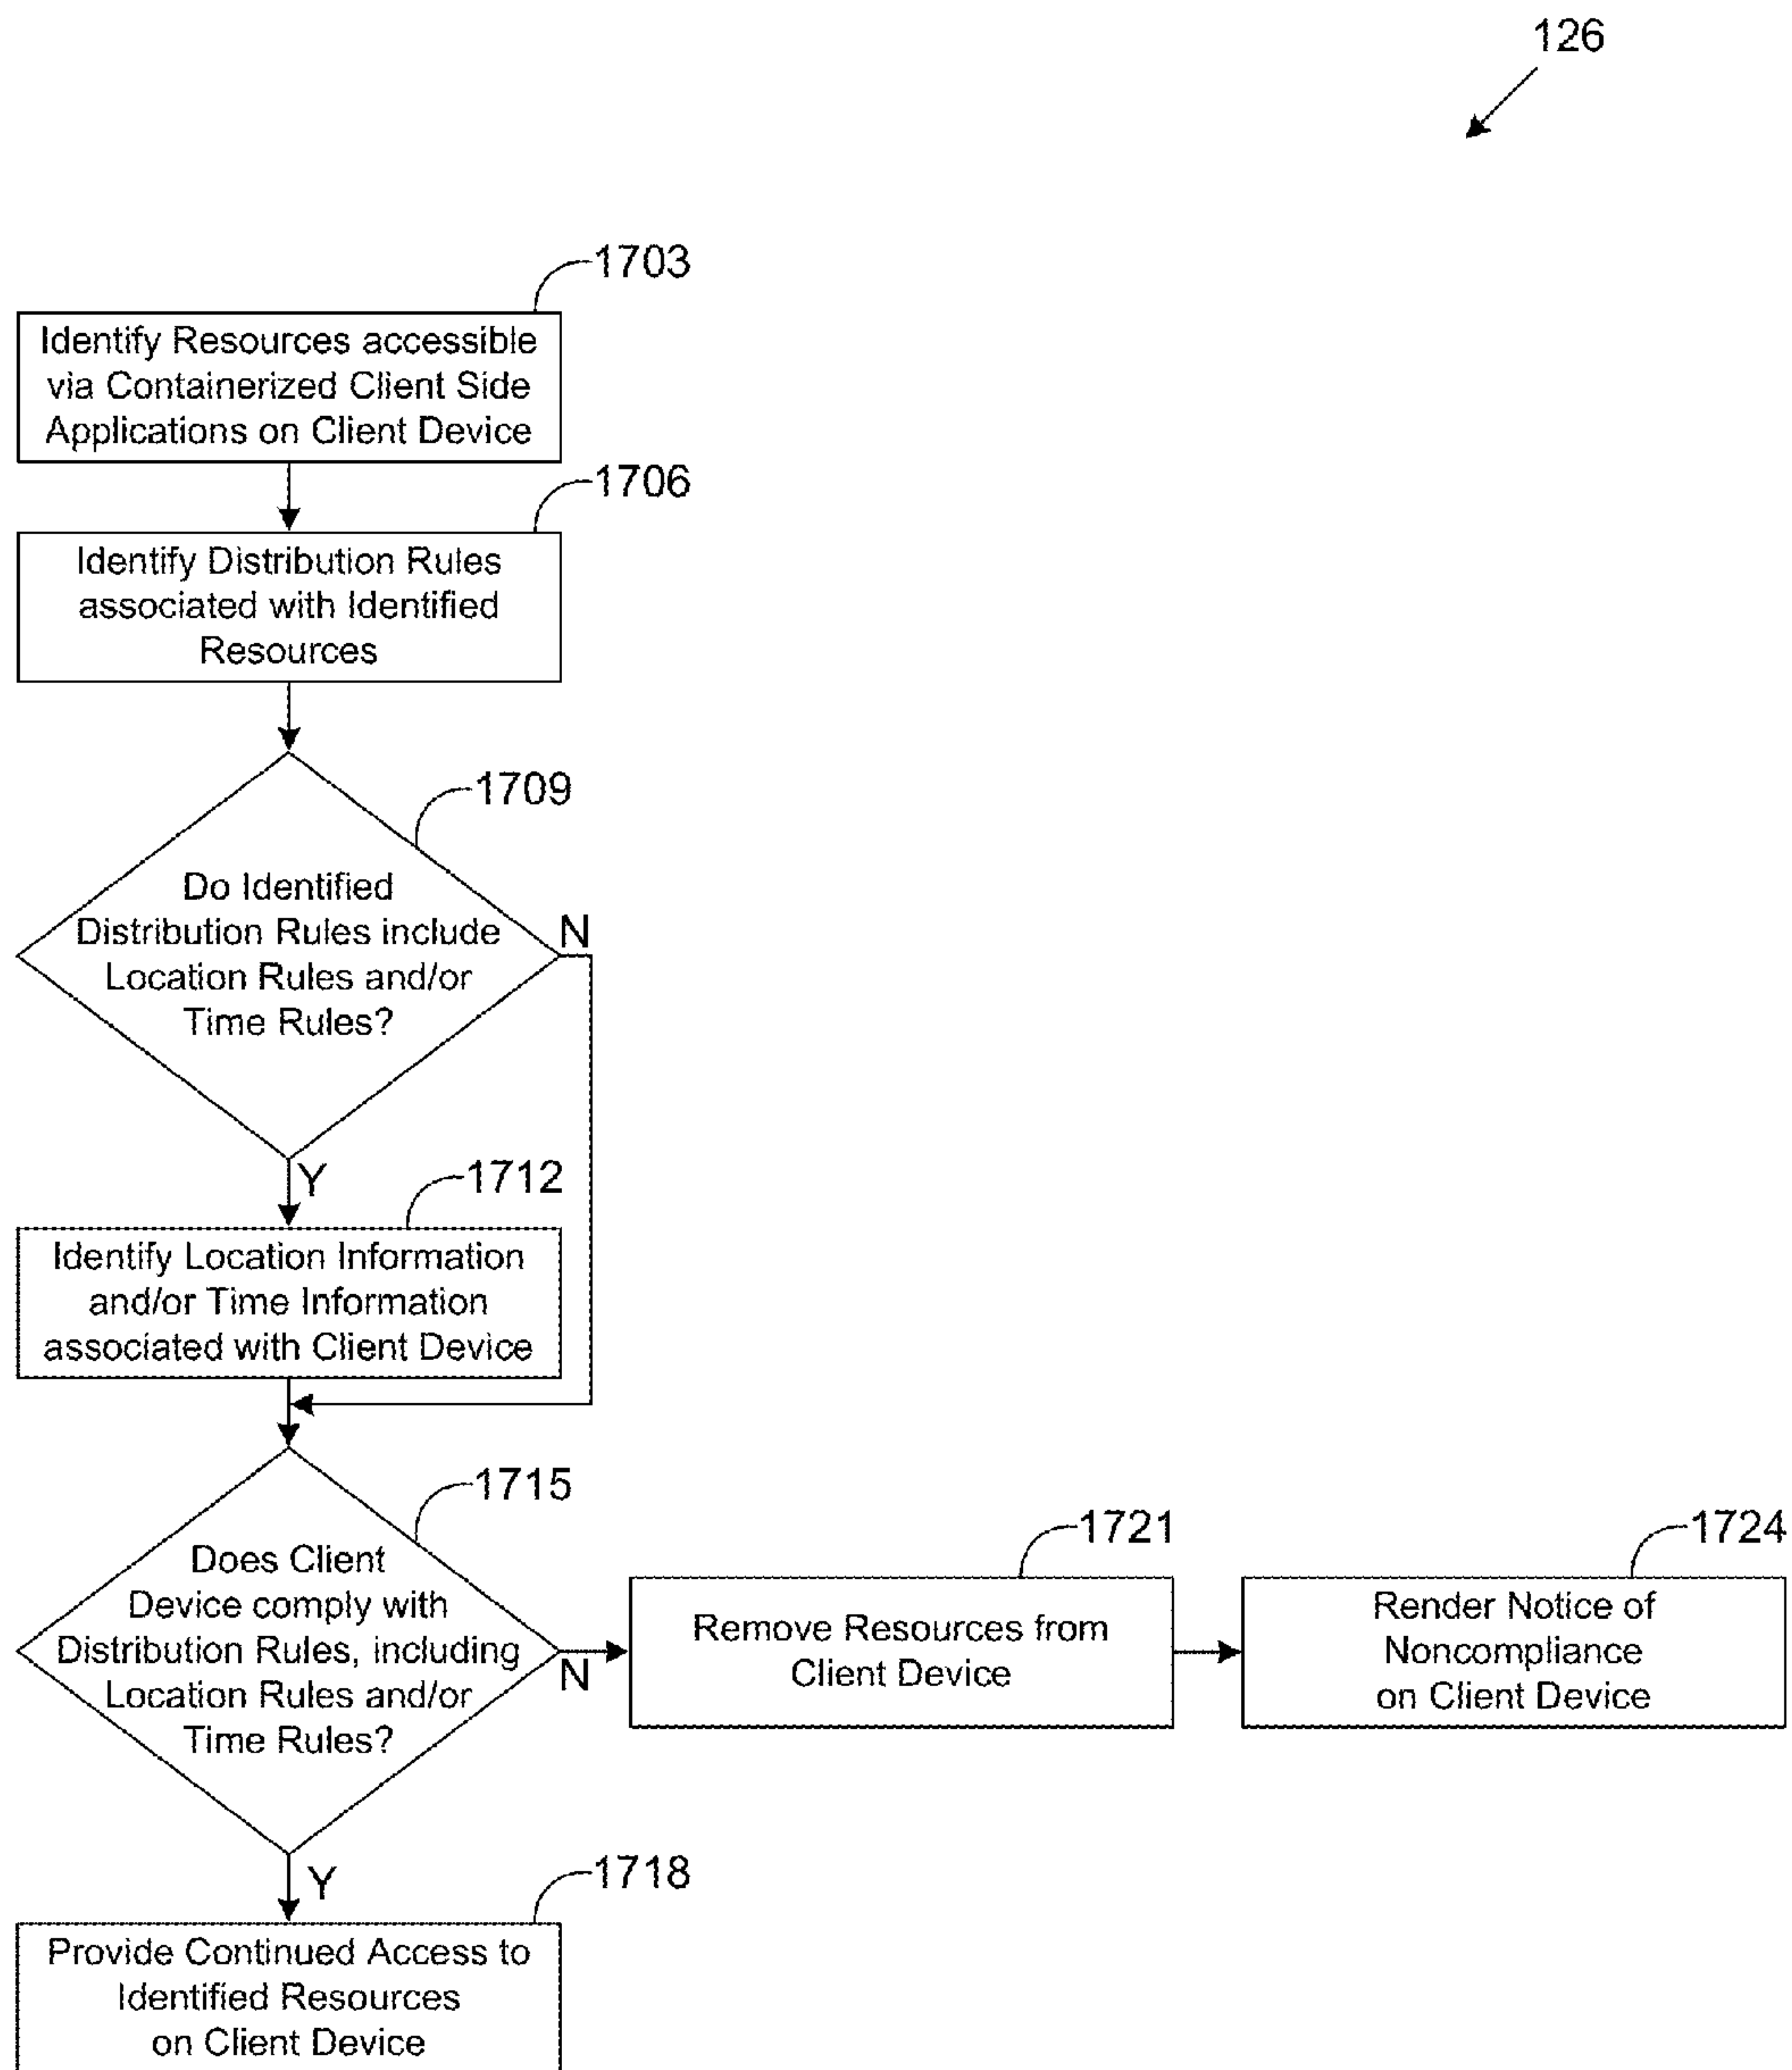 126
1703
Identify Resources accessible
via Containerized Client Side
Applications on Client Device
1706
Identify Distribution Rules
associated with Identified
Resources
1709
Do Identified
Distribution Rules include
Location Rules and/or
Time Rules?
N
Y
1712
Identify Location Information
and/or Time Information
associated with Client Device
1715
Does Client
Device comply with
Distribution Rules, including
Location Rules and/or
Time Rules?
N
Y
1721
Remove Resources from
Client Device
1724
Render Notice of
Noncompliance
on Client Device
1718
Provide Continued Access to
Identified Resources
on Client Device